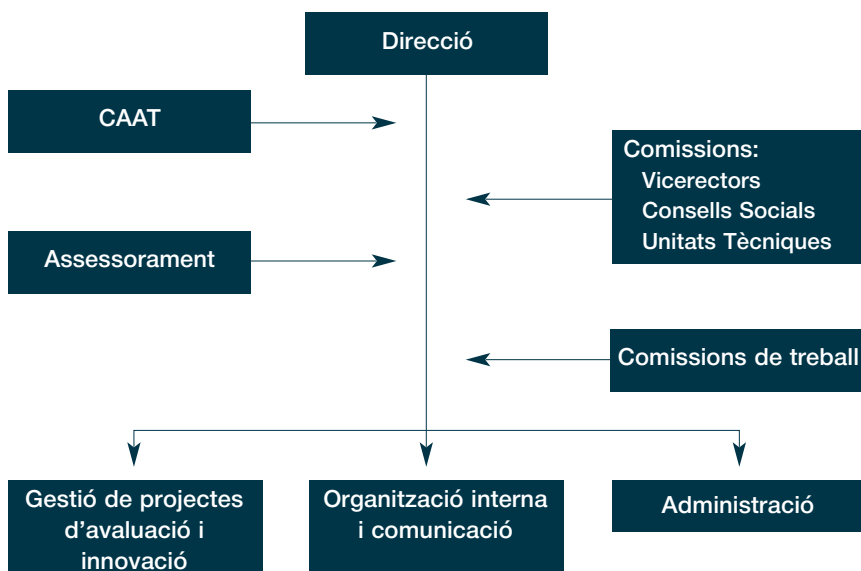 Direcció
CAAT
Comissions:
Vicerectors
Consells Socials
Unitats Tècniques
Assessorament
Comissions de treball
Gestió de projectes
d’avaluació i
innovació
Organització interna
i comunicació
Administració